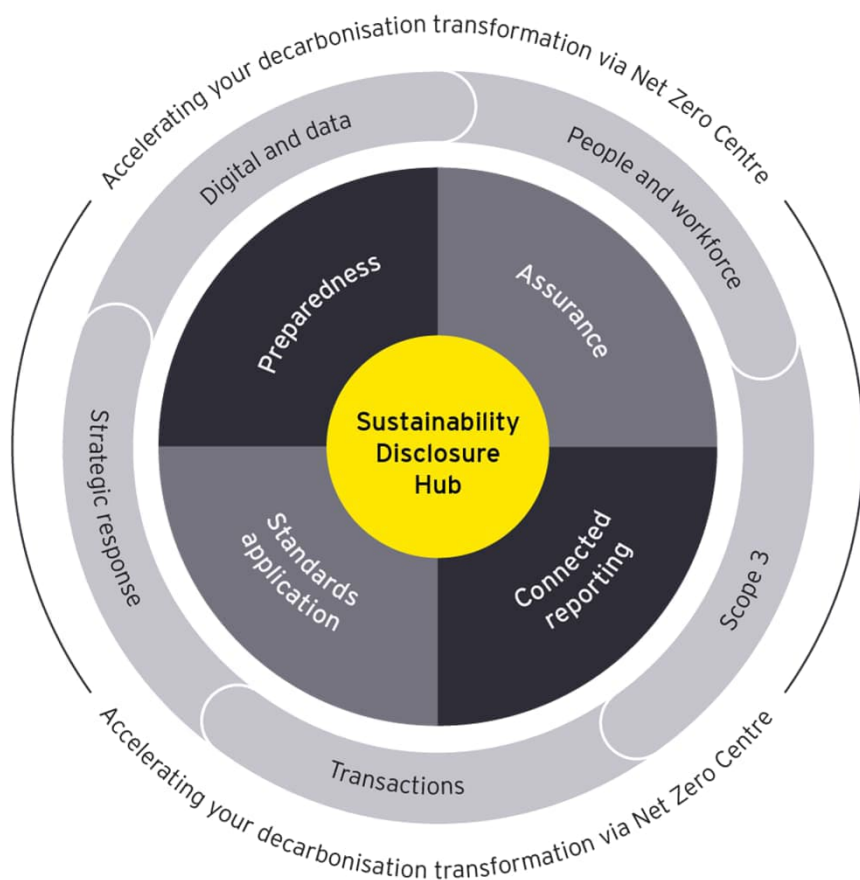 Accelerating your decarbonisation transformation via Net Zero Centre
Digital and data
People and workforce
Preparedness
Assurance
Sustainability
Disclosure
Hub
Strategic response
Standards
application
Connected
reporting
Scope 3
Transactions
Accelerating your decarbonisation transformation via Net Zero Centre